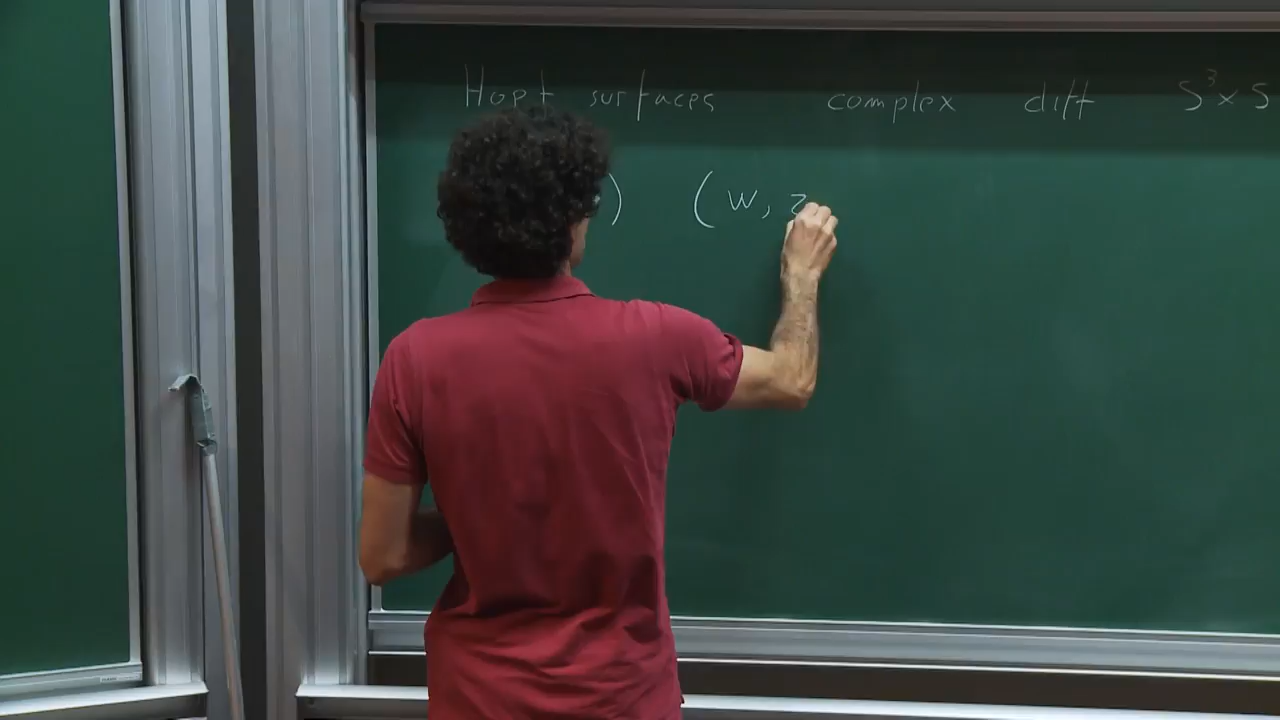 Hopf surfaces complex diff S³× S
) (w, z